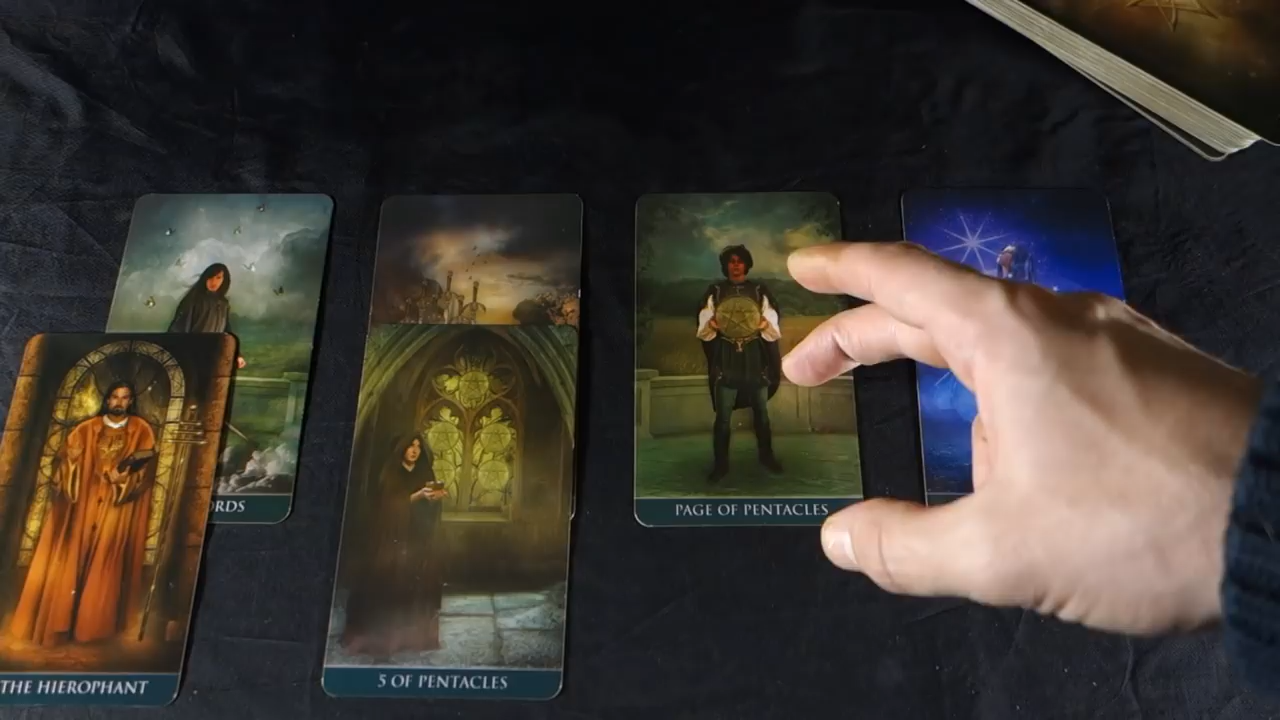 ORDS
PAGE OF PENTACLES
THE HIEROPHANT
5 OF PENTACLES